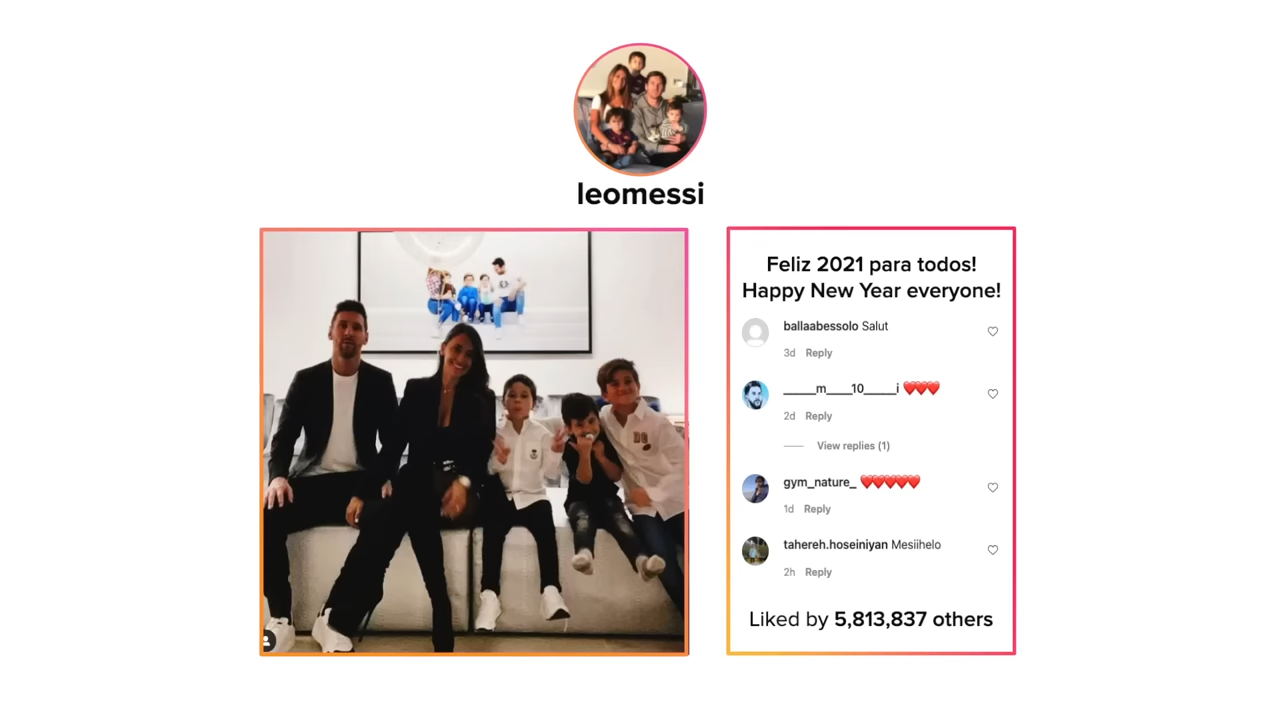 leomessi
Feliz 2021 para todos!
Happy New Year everyone!
ballaabessolo Salut
3d Reply
_____m____10_____i ❤️❤️❤️
2d Reply
View replies (1)
gym_nature_ ❤️❤️❤️❤️❤️
1d Reply
tahereh.hoseiniyan Mesiihelo
2h Reply
Liked by 5,813,837 others